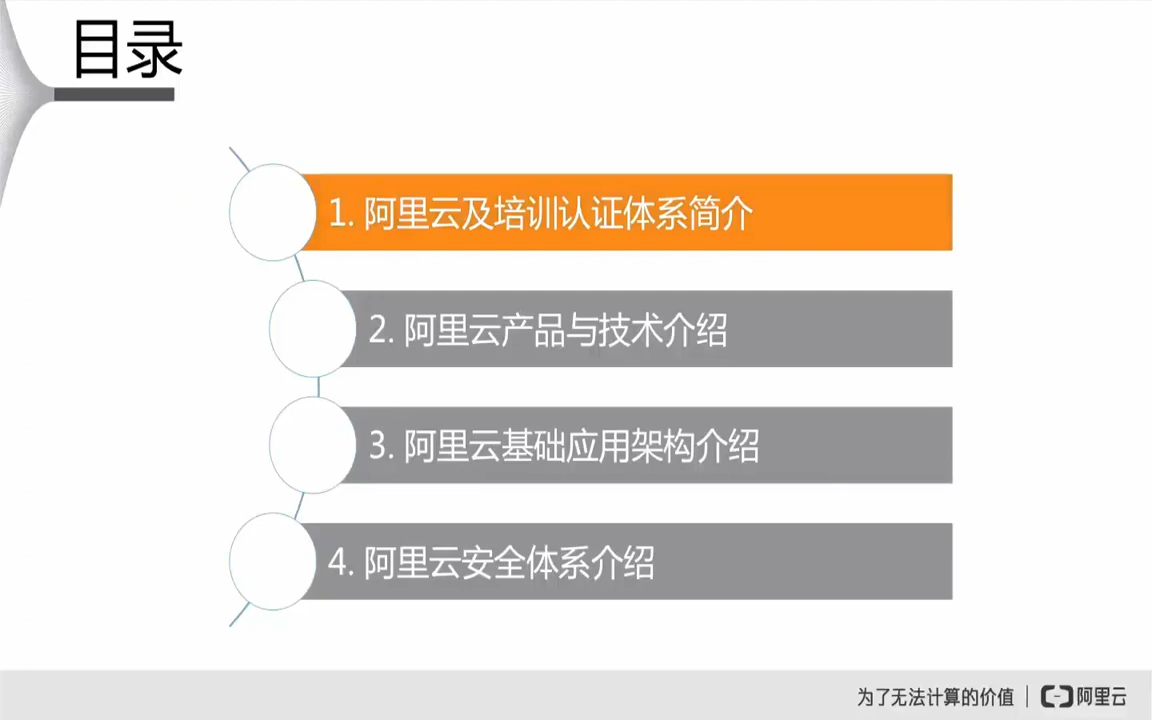 目录
1. 阿里云及培训认证体系简介
2. 阿里云产品与技术介绍
3. 阿里云基础应用架构介绍
4. 阿里云安全体系介绍
为了无法计算的价值 | 阿里云